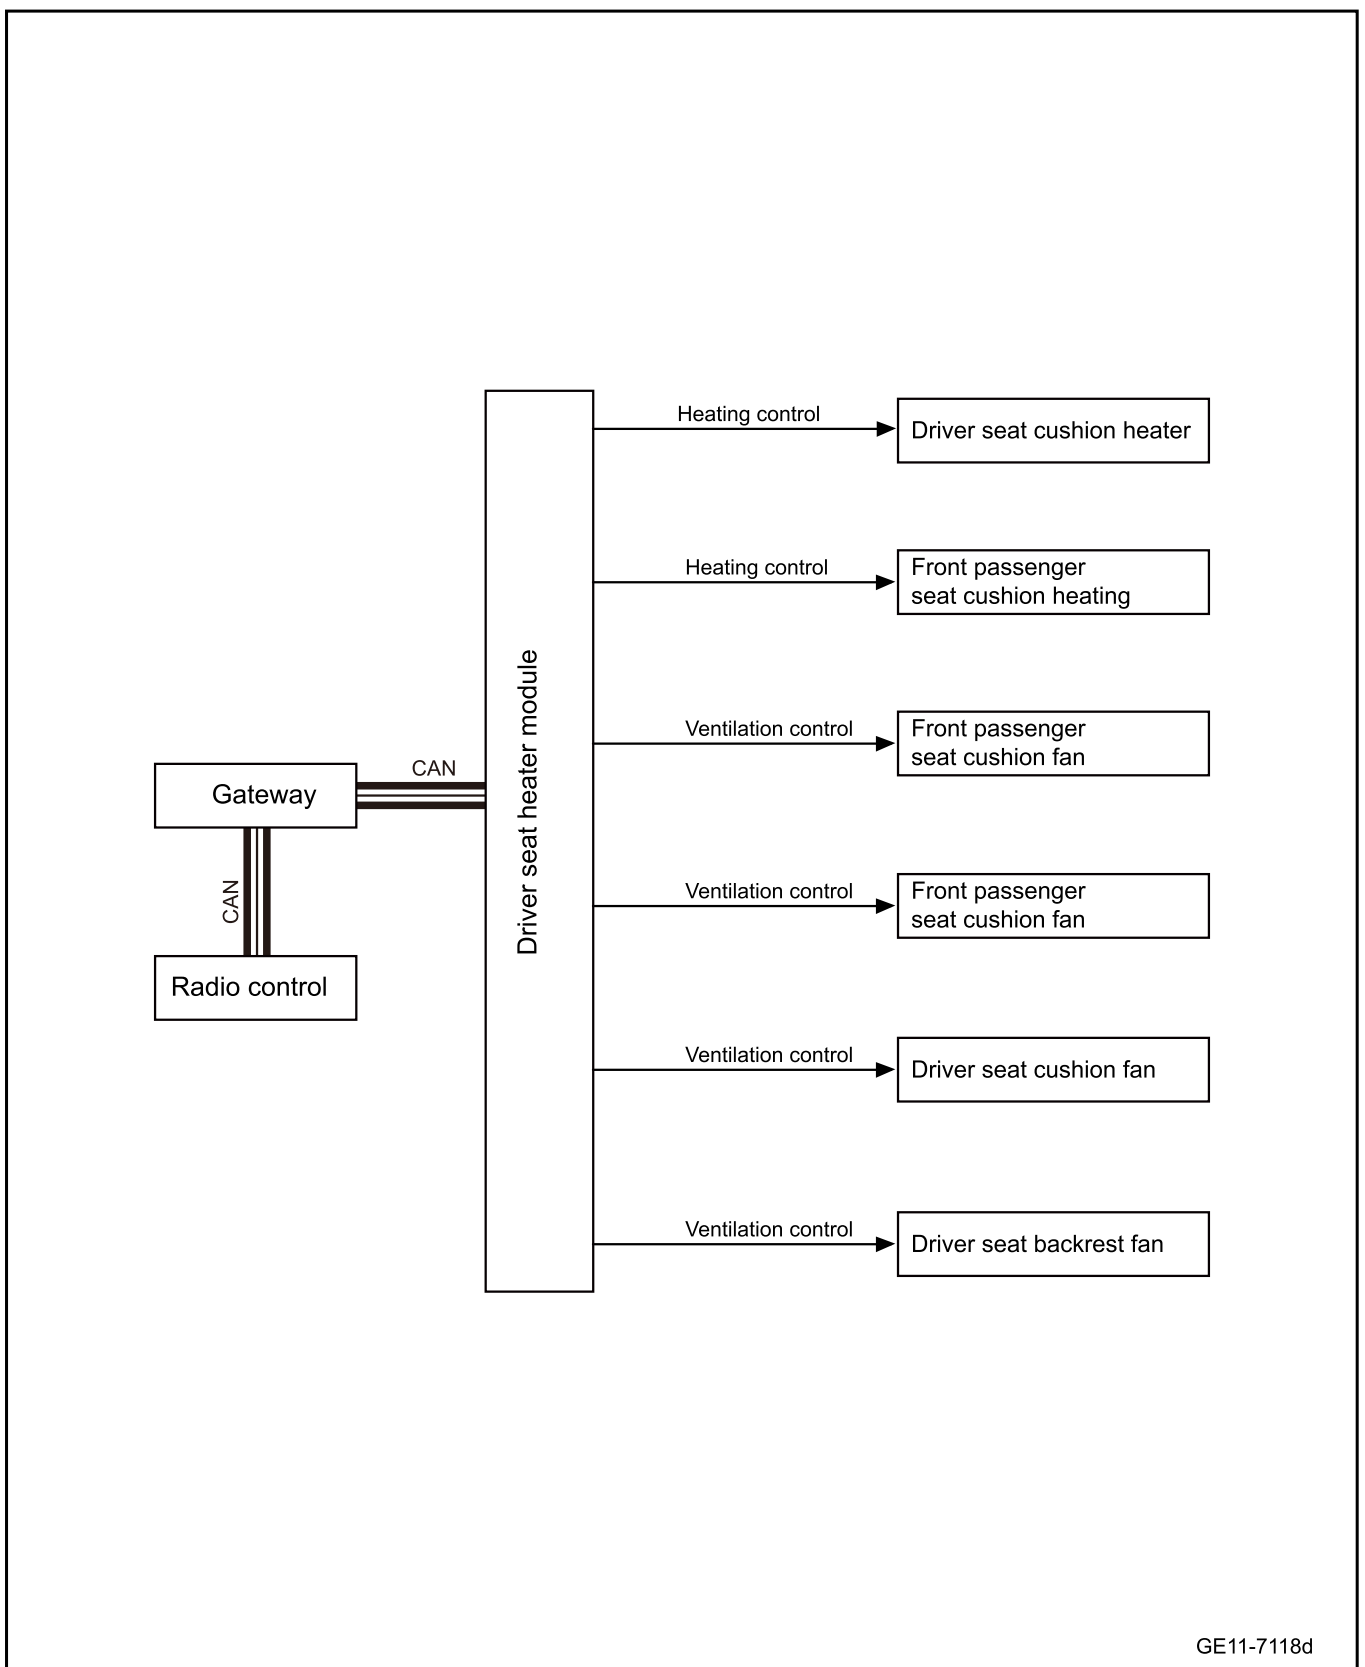 Heating control
Driver seat cushion heater
Heating control
Front passenger
seat cushion heating
Driver seat heater module
Ventilation control
Front passenger
seat cushion fan
CAN
Gateway
CAN
Radio control
Ventilation control
Front passenger
seat cushion fan
Ventilation control
Driver seat cushion fan
Ventilation control
Driver seat backrest fan
GE11-7118d